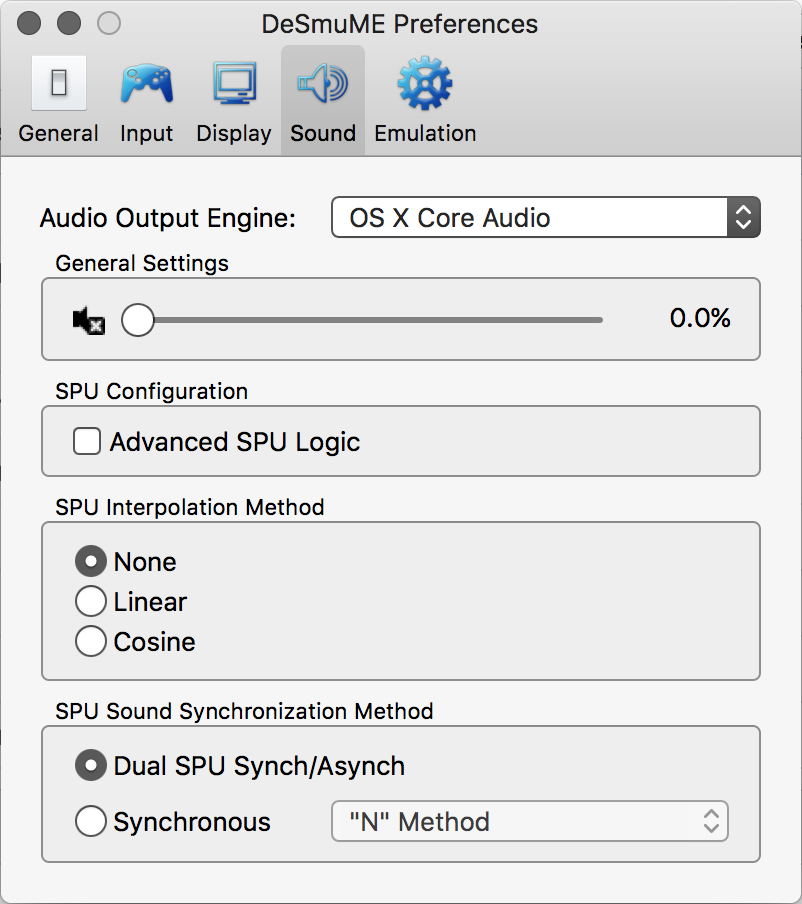 DeSmuME Preferences
General Input Display Sound Emulation
Audio Output Engine: OS X Core Audio
General Settings
0.0%
SPU Configuration
Advanced SPU Logic
SPU Interpolation Method
None
Linear
Cosine
SPU Sound Synchronization Method
Dual SPU Synch/Asynch
Synchronous "N" Method